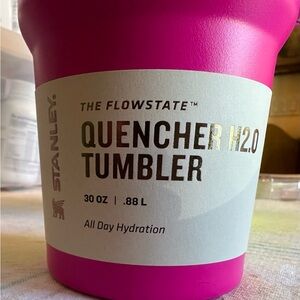 STANLEY.
THE FLOWSTATE™
QUENCHER H2.0
TUMBLER
30 OZ | .88 L
All Day Hydration